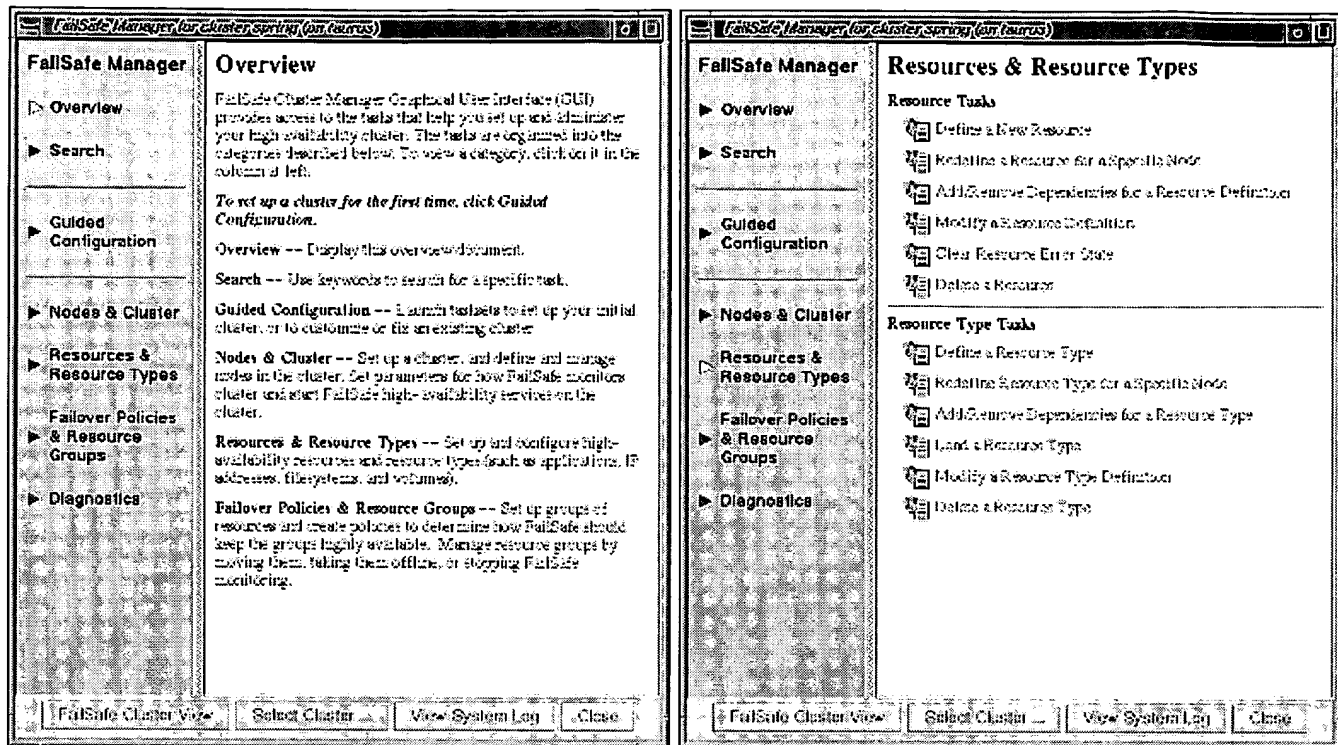 FailSafe Manager for cluster spring (on taurus)
FailSafe Manager
Overview
Search
Guided
Configuration
Nodes & Cluster
Resources &
Resource Types
Failover Policies
& Resource
Groups
Diagnostics
Overview
FailSafe Cluster Manager Graphical User Interface (GUI)
provides access to the tasks that help you set up and administer
your high availability cluster. The tasks are organized into the
categories described below. To view a category, click on it in the
column at left.
To set up a cluster for the first time, click Guided
Configuration.
Overview -- Display this overview document.
Search -- Use keywords to search for a specific task.
Guided Configuration -- Launch tasksets to set up your initial
cluster, or to customize or fix an existing cluster
Nodes & Cluster -- Set up a cluster, and define and manage
nodes in the cluster. Set parameters for how FailSafe monitors
cluster and start FailSafe high-availability services on the
cluster.
Resources & Resource Types -- Set up and configure high-
availability resources and resource types (such as applications, IP
addresses, filesystems, and volumes).
Failover Policies & Resource Groups -- Set up groups of
resources and create policies to determine how FailSafe should
keep the groups highly available. Manage resource groups by
moving them, taking them offline, or stopping FailSafe
monitoring.
FailSafe Cluster View
Select Cluster ...
View System Log
Close
FailSafe Manager for cluster spring (on taurus)
FailSafe Manager
Overview
Search
Guided
Configuration
Nodes & Cluster
Resources &
Resource Types
Failover Policies
& Resource
Groups
Diagnostics
Resources & Resource Types
Resource Tasks
Define a New Resource
Redefine a Resource for a Specific Node
Add/Remove Dependencies for a Resource Definition
Modify a Resource Definition
Clear Resource Error State
Delete a Resource
Resource Type Tasks
Define a Resource Type
Redefine Resource Type for a Specific Node
Add/Remove Dependencies for a Resource Type
Load a Resource Type
Modify a Resource Type Definition
Delete a Resource Type
FailSafe Cluster View
Select Cluster ...
View System Log
Close